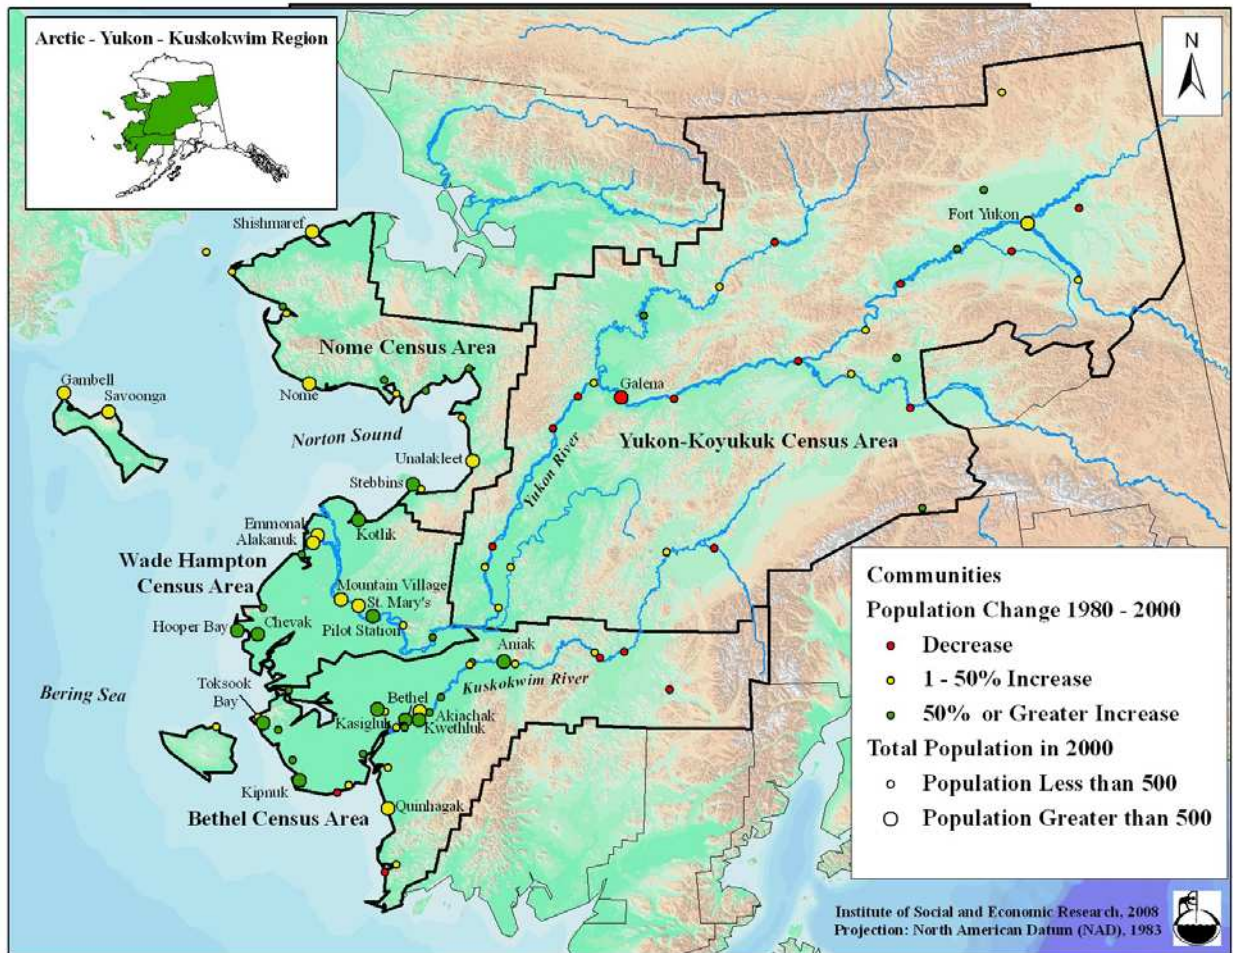 Arctic - Yukon - Kuskokwim Region
N
Shishmaref
Fort Yukon
Nome Census Area
Gambell
Savoonga
Nome
Galena
Norton Sound
Yukon-Koyukuk Census Area
Unalakleet
Yukon River
Stebbins
Emmonal
Alakanuk
Kotlik
Wade Hampton
Census Area
Mountain Village
St. Mary's
Hooper Bay
Chevak
Pilot Station
Aniak
Kuskokwim River
Bering Sea
Toksook
Bay
Bethel
Kasigluk
Akiachak
Kwethluk
Kipnuk
Quinhagak
Bethel Census Area
Communities
Population Change 1980 - 2000
Decrease
1 - 50% Increase
50% or Greater Increase
Total Population in 2000
Population Less than 500
Population Greater than 500
Institute of Social and Economic Research, 2008
Projection: North American Datum (NAD), 1983